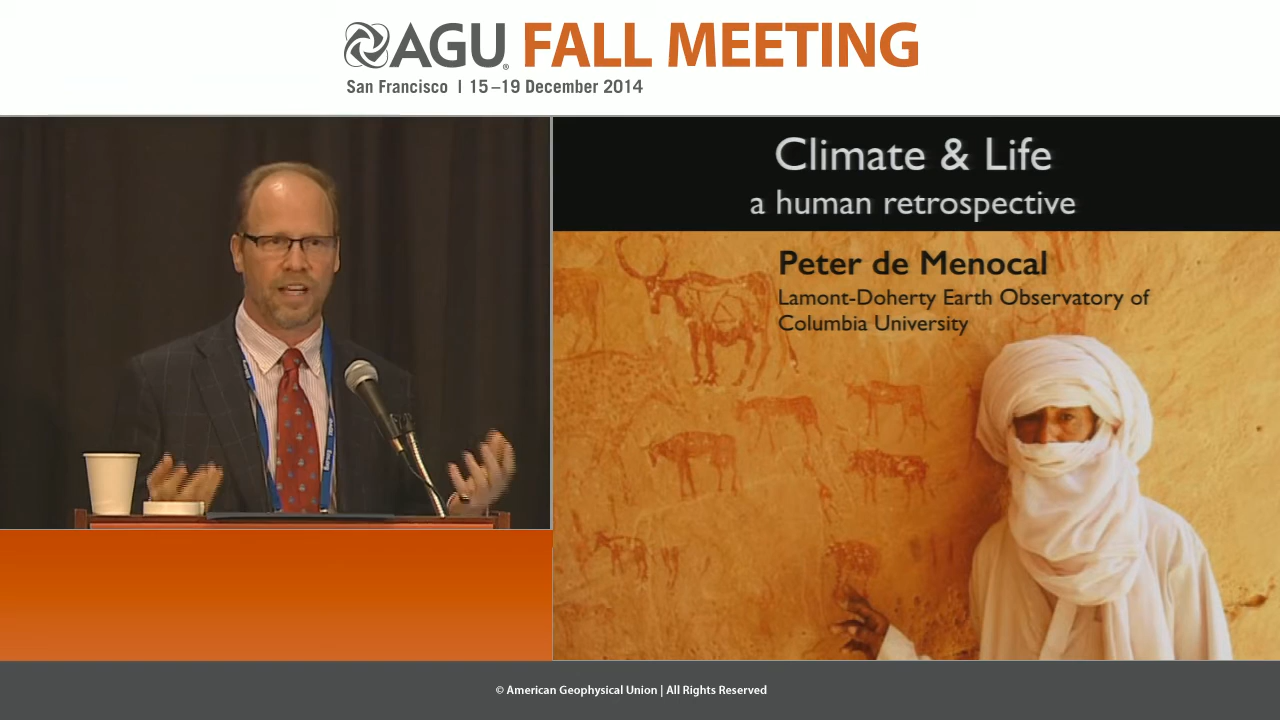 AGU® FALL MEETING
San Francisco | 15–19 December 2014
Climate & Life
a human retrospective
Peter de Menocal
Lamont-Doherty Earth Observatory of
Columbia University
© American Geophysical Union | All Rights Reserved